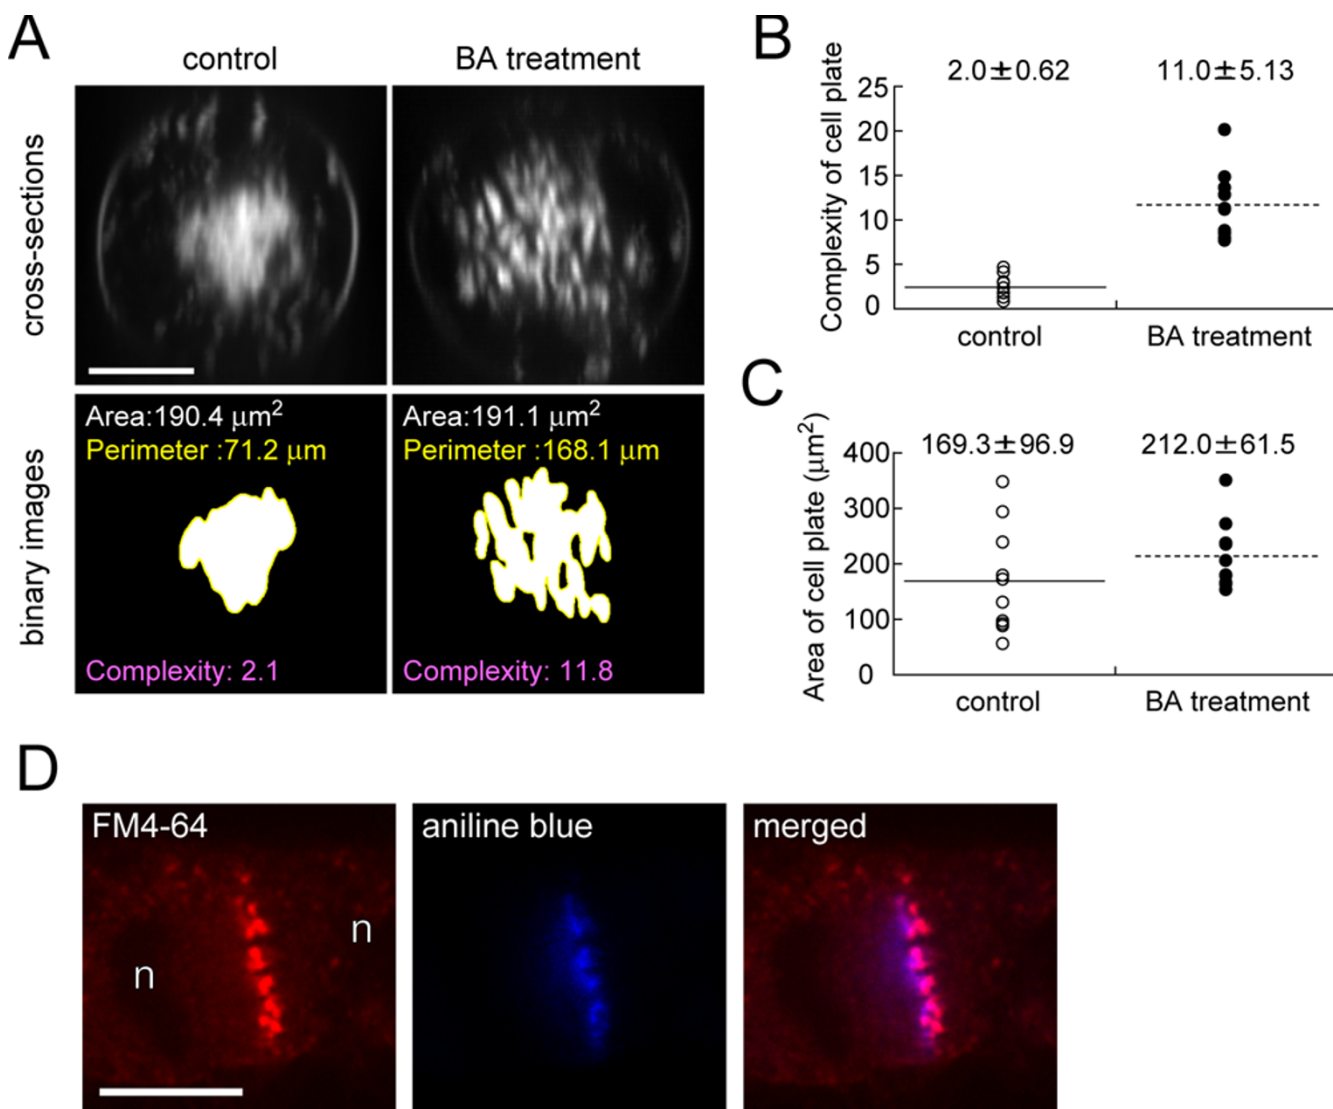 A
control
BA treatment
cross-sections
binary images
Area:190.4 μm²
Perimeter :71.2 μm
Complexity: 2.1
Area:191.1 μm²
Perimeter :168.1 μm
Complexity: 11.8
B
Complexity of cell plate
2.0±0.62
11.0±5.13
25
20
15
10
5
0
control
BA treatment
C
Area of cell plate (μm²)
169.3±96.9
212.0±61.5
400
300
200
100
0
control
BA treatment
D
FM4-64
n
n
aniline blue
merged